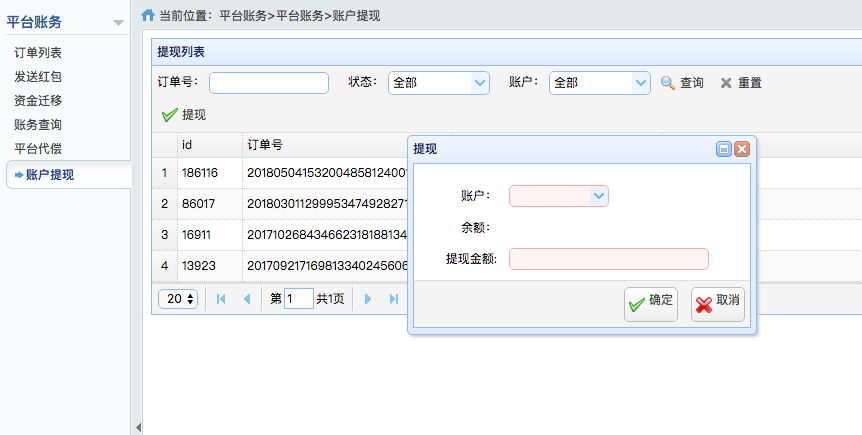 平台账务
订单列表
发送红包
资金迁移
账务查询
平台代偿
账户提现
当前位置：平台账务>平台账务>账户提现
提现列表
订单号： 状态： 全部 账户： 全部 查询 重置
提现
id 订单号
1 186116 20180504153200485812400
2 86017 201803011299953474928271
3 16911 201710268434662318188134
4 13923 201709217169813340245606
20 第 1 共1页
提现
账户：
余额：
提现金额:
确定 取消